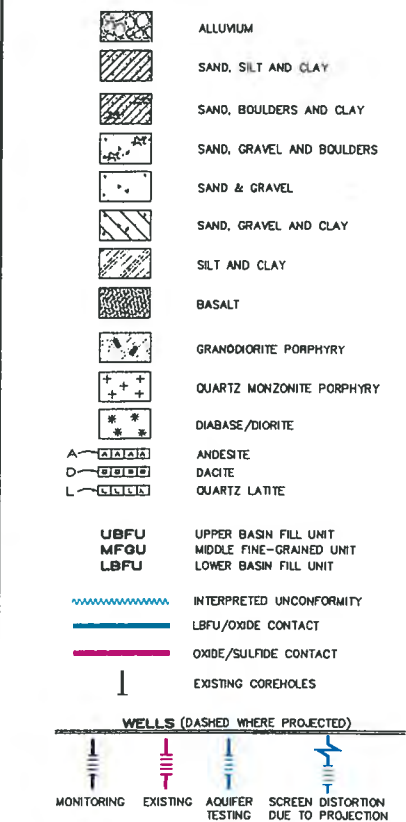 ALLUVIUM
SAND, SILT AND CLAY
SAND, BOULDERS AND CLAY
SAND, GRAVEL AND BOULDERS
SAND & GRAVEL
SAND, GRAVEL AND CLAY
SILT AND CLAY
BASALT
GRANODIORITE PORPHYRY
QUARTZ MONZONITE PORPHYRY
DIABASE/DIORITE
A A A A A ANDESITE
D D D D D DACITE
L L L L L QUARTZ LATITE
UBFU UPPER BASIN FILL UNIT
MFGU MIDDLE FINE-GRAINED UNIT
LBFU LOWER BASIN FILL UNIT
INTERPRETED UNCONFORMITY
LBFU/OXIDE CONTACT
OXIDE/SULFIDE CONTACT
EXISTING COREHOLES
WELLS (DASHED WHERE PROJECTED)
MONITORING EXISTING AQUIFER SCREEN DISTORTION
TESTING DUE TO PROJECTION